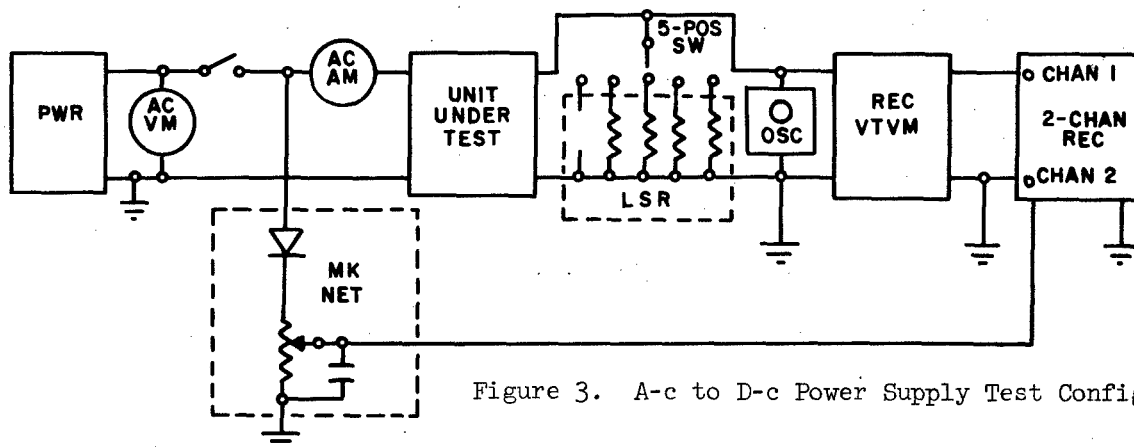 PWR
AC
VM
AC
AM
UNIT
UNDER
TEST
5-POS
SW
LSR
OSC
REC
VTVM
CHAN 1
2-CHAN
REC
CHAN 2
MK
NET
Figure 3. A-c to D-c Power Supply Test Config